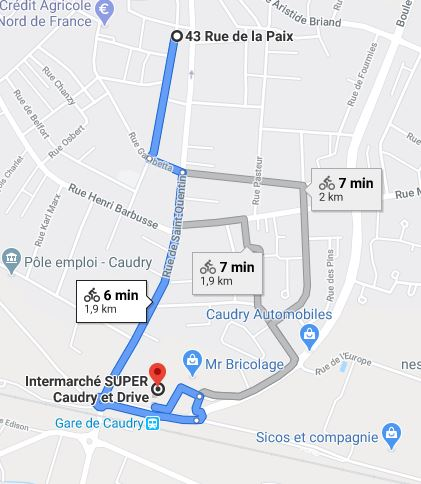 Crédit Agricole
Nord de France
Rue Aristide Briand
Boule
43 Rue de la Paix
Rue de Fourmies
Rue Chanzy
Rue de Belfort
Rue Osbert
Rue Gambetta
Rue Pasteur
7 min
2 km
Rue M
Rue Karl Marx
Rue Henri Barbusse
Rue de Saint-Quentin
Rue des Pins
Pôle emploi - Caudry
7 min
1,9 km
6 min
1,9 km
Caudry Automobiles
Mr Bricolage
Rue de l'Europe
nes
Intermarché SUPER
Caudry et Drive
Gare de Caudry
Edison
Sicos et compagnie